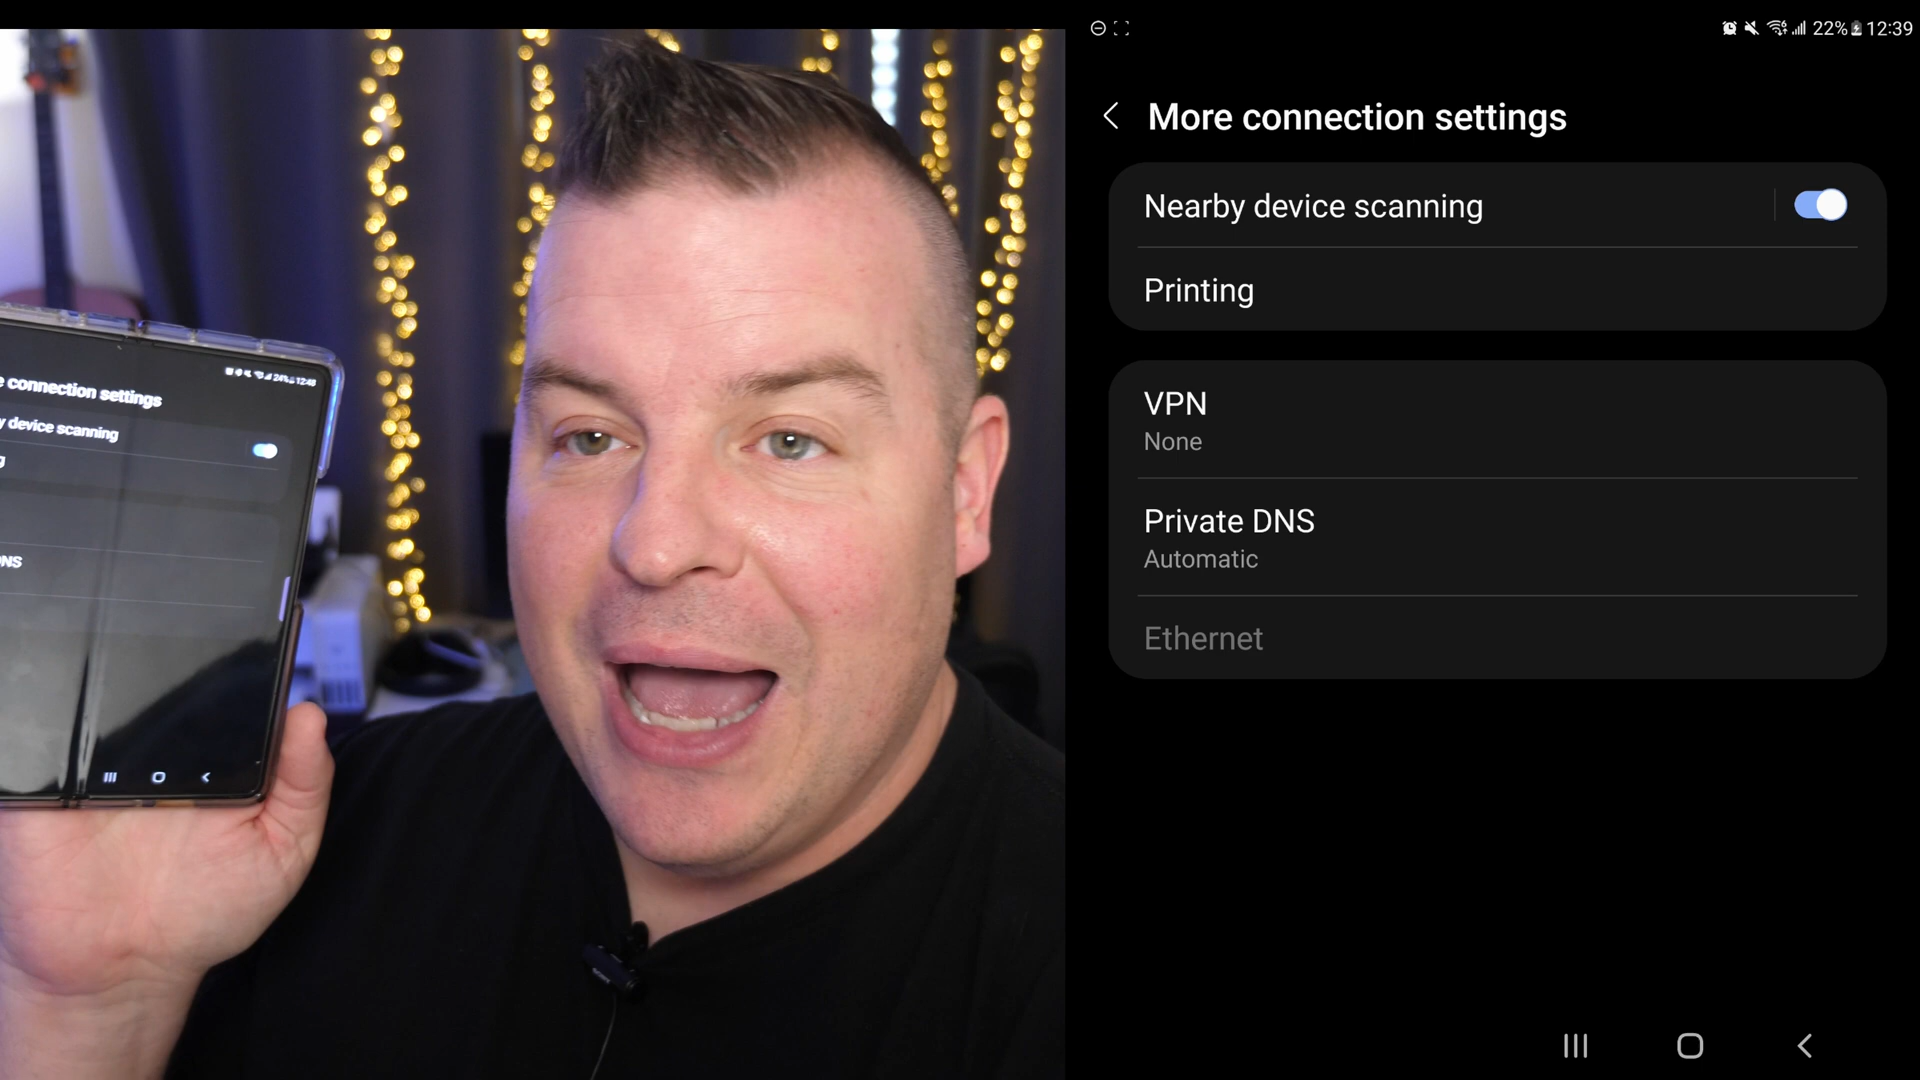 e connection settings
y device scanning
g
NS
22% 12:39
More connection settings
Nearby device scanning
Printing
VPN
None
Private DNS
Automatic
Ethernet